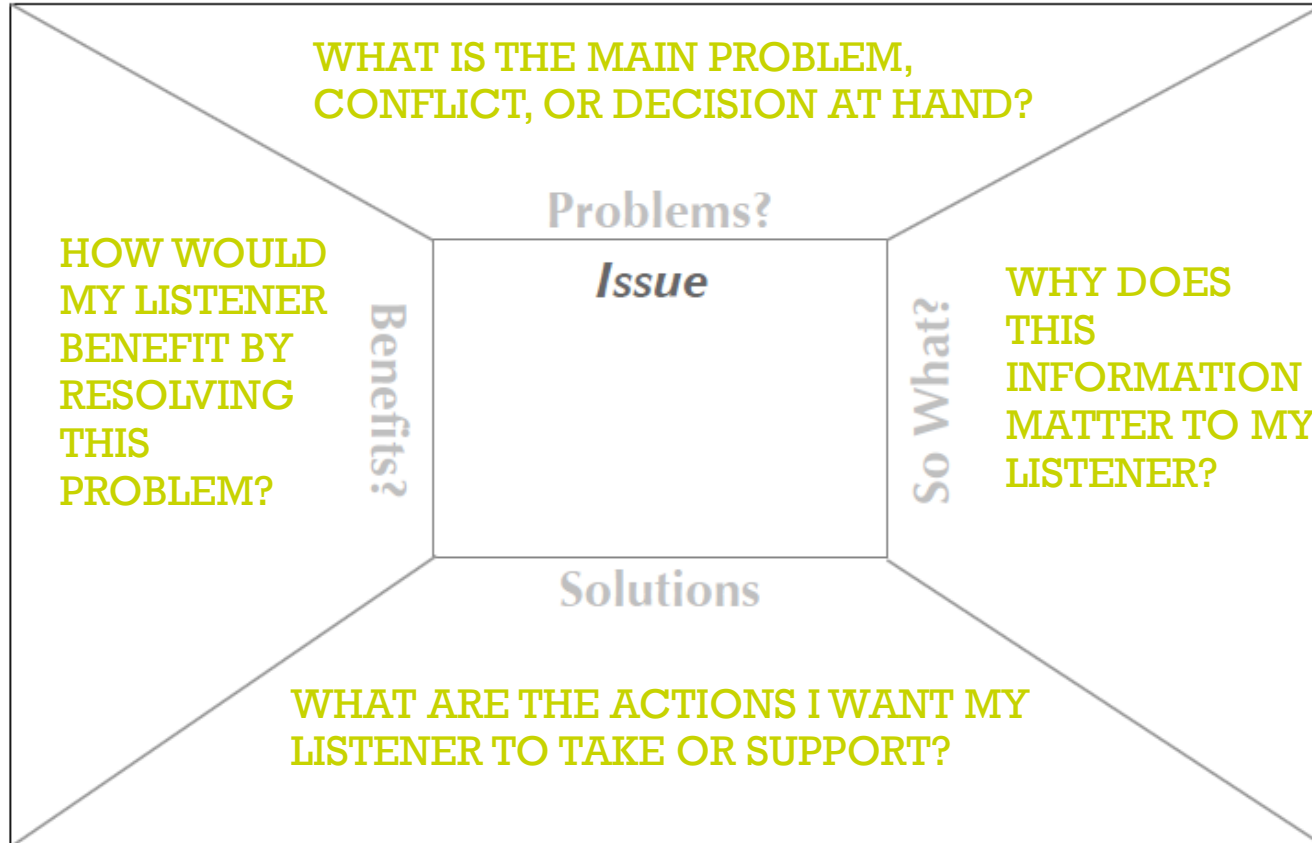 WHAT IS THE MAIN PROBLEM,
CONFLICT, OR DECISION AT HAND?
Problems?
Issue
HOW WOULD
MY LISTENER
BENEFIT BY
RESOLVING
THIS
PROBLEM?
Benefits?
So What?
WHY DOES
THIS
INFORMATION
MATTER TO MY
LISTENER?
Solutions
WHAT ARE THE ACTIONS I WANT MY
LISTENER TO TAKE OR SUPPORT?